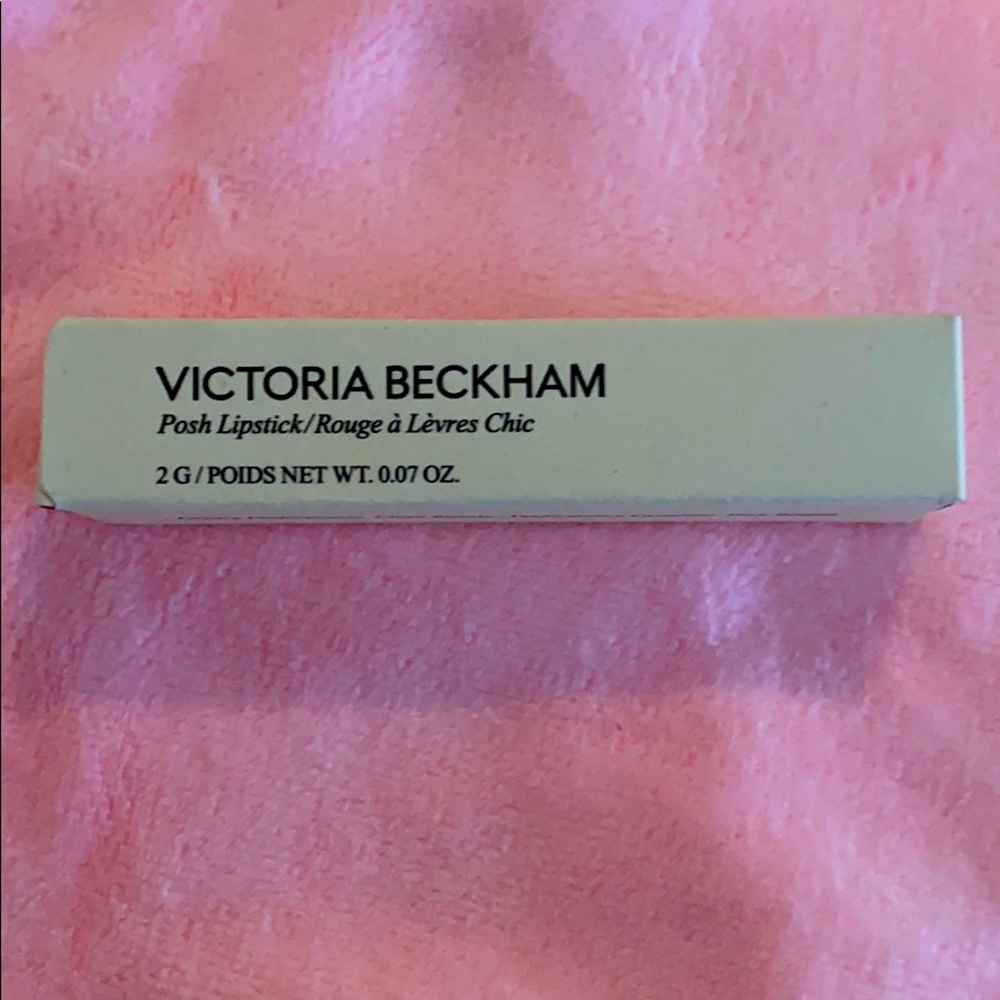 VICTORIA BECKHAM
Posh Lipstick/Rouge à Lèvres Chic
2 G / POIDS NET WT. 0.07 OZ.